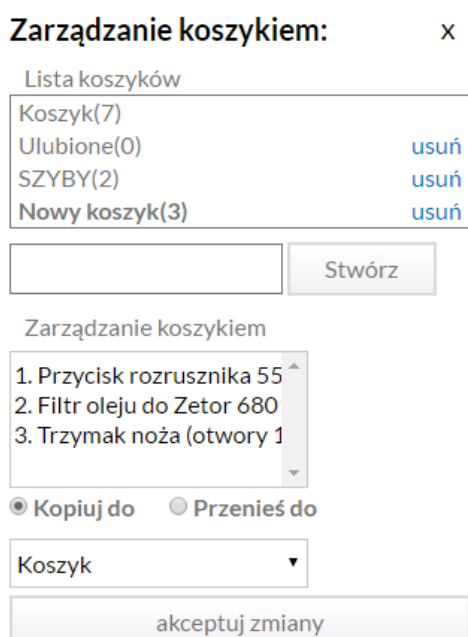 Zarządzanie koszykiem: x
Lista koszyków
Koszyk(7)
Ulubione(0) usuń
SZYBY(2) usuń
Nowy koszyk(3) usuń
Stwórz
Zarządzanie koszykiem
1. Przycisk rozrusznika 55
2. Filtr oleju do Zetor 680
3. Trzymak noża (otwory 1
Kopiuj do Przenieś do
Koszyk
akceptuj zmiany